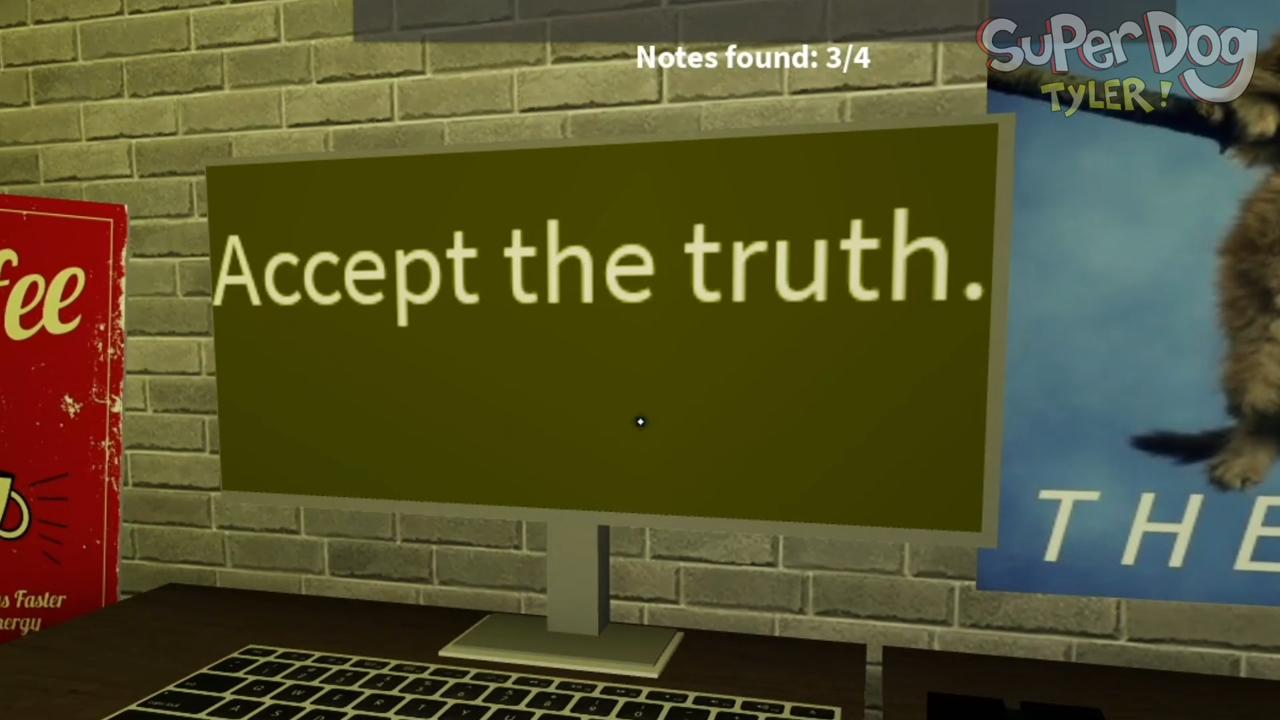 Notes found: 3/4
SuPer Dog
TYLER!
Accept the truth.
fee
s Faster
nergy
THE